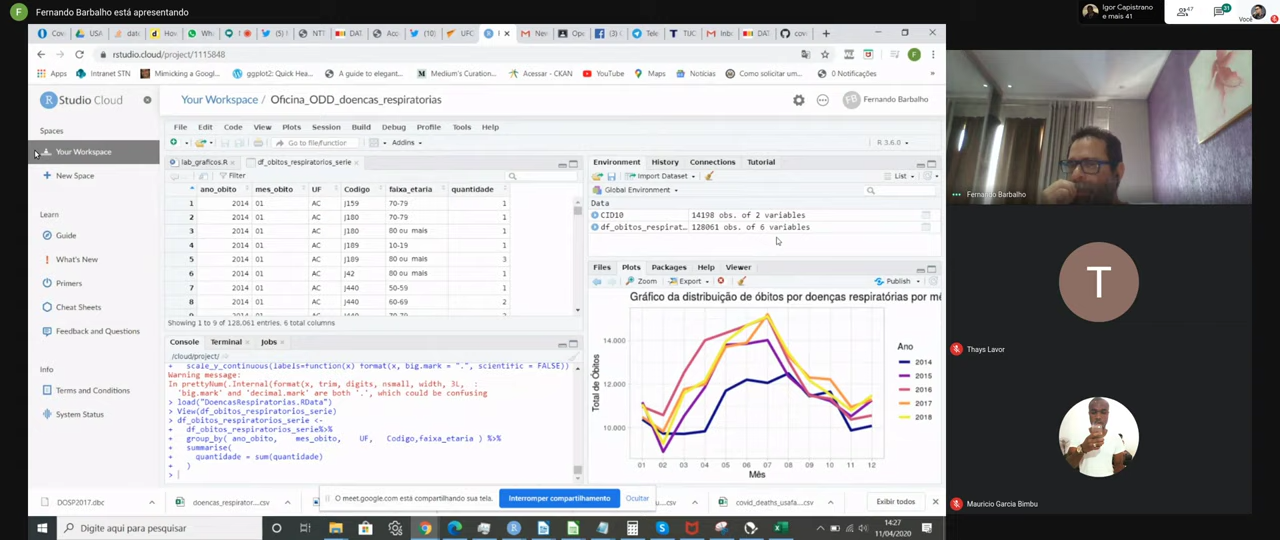 F Fernando Barbalho está apresentando
Igor Capistrano
e mais 41
47
31
Você
rstudio.cloud/project/1115848
Apps
Intranet STN
Mimicking a Googl...
ggplot2: Quick Hea...
A guide to elegant...
Medium's Curation...
Acessar - CKAN
YouTube
Maps
Notícias
Como solicitar um...
0 Notificações
Studio Cloud
Your Workspace / Oficina_ODD_doencas_respiratorias
FB Fernando Barbalho
Spaces
Your Workspace
New Space
Learn
Guide
What's New
Primers
Cheat Sheets
Feedback and Questions
Info
Terms and Conditions
System Status
File Edit Code View Plots Session Build Debug Profile Tools Help
Go to file/function
Addins
R 3.6.0
lab_graficos.R
df_obitos_respiratorios_serie
Filter
ano_obito mes_obito UF Codigo faixa_etaria quantidade
1 2014 01 AC J159 70-79 1
2 2014 01 AC J180 70-79 1
3 2014 01 AC J180 80 ou mais 1
4 2014 01 AC J189 10-19 1
5 2014 01 AC J189 80 ou mais 3
6 2014 01 AC J42 80 ou mais 1
7 2014 01 AC J440 50-59 1
8 2014 01 AC J440 60-69 2
Showing 1 to 9 of 128,061 entries, 6 total columns
Console Terminal Jobs
/cloud/project/
+ scale_y_continuous(labels=function(x) format(x, big.mark = ".", scientific = FALSE))
Warning message:
In prettyNum(.Internal(format(x, trim, digits, nsmall, width, 3L, :
'big.mark' and 'decimal.mark' are both '.', which could be confusing
> load("DoencasRespiratorias.RData")
> View(df_obitos_respiratorios_serie)
> df_obitos_respiratorios_serie <-
+ df_obitos_respiratorios_serie%>%
+ group_by( ano_obito, mes_obito, UF, Codigo,faixa_etaria ) %>%
+ summarise(
+ quantidade = sum(quantidade)
+ )
>
Environment History Connections Tutorial
Import Dataset
List
Global Environment
Data
CID10 14198 obs. of 2 variables
df_obitos_respirat... 128061 obs. of 6 variables
Files Plots Packages Help Viewer
Zoom Export Publish
Gráfico da distribuição de óbitos por doenças respiratórias por mê
Total de Óbitos
14.000
12.000
10.000
01 02 03 04 05 06 07 08 09 10 11 12
Mês
Ano
2014
2015
2016
2017
2018
Fernando Barbalho
T
Thays Lavor
Mauricio Garcia Bimbu
DOSP2017.dbc
doencas_respirator....csv
O meet.google.com está compartilhando sua tela.
Interromper compartilhamento
Ocultar
.csv
covid_deaths_usafa....csv
Exibir todos
Digite aqui para pesquisar
14:27
11/04/2020